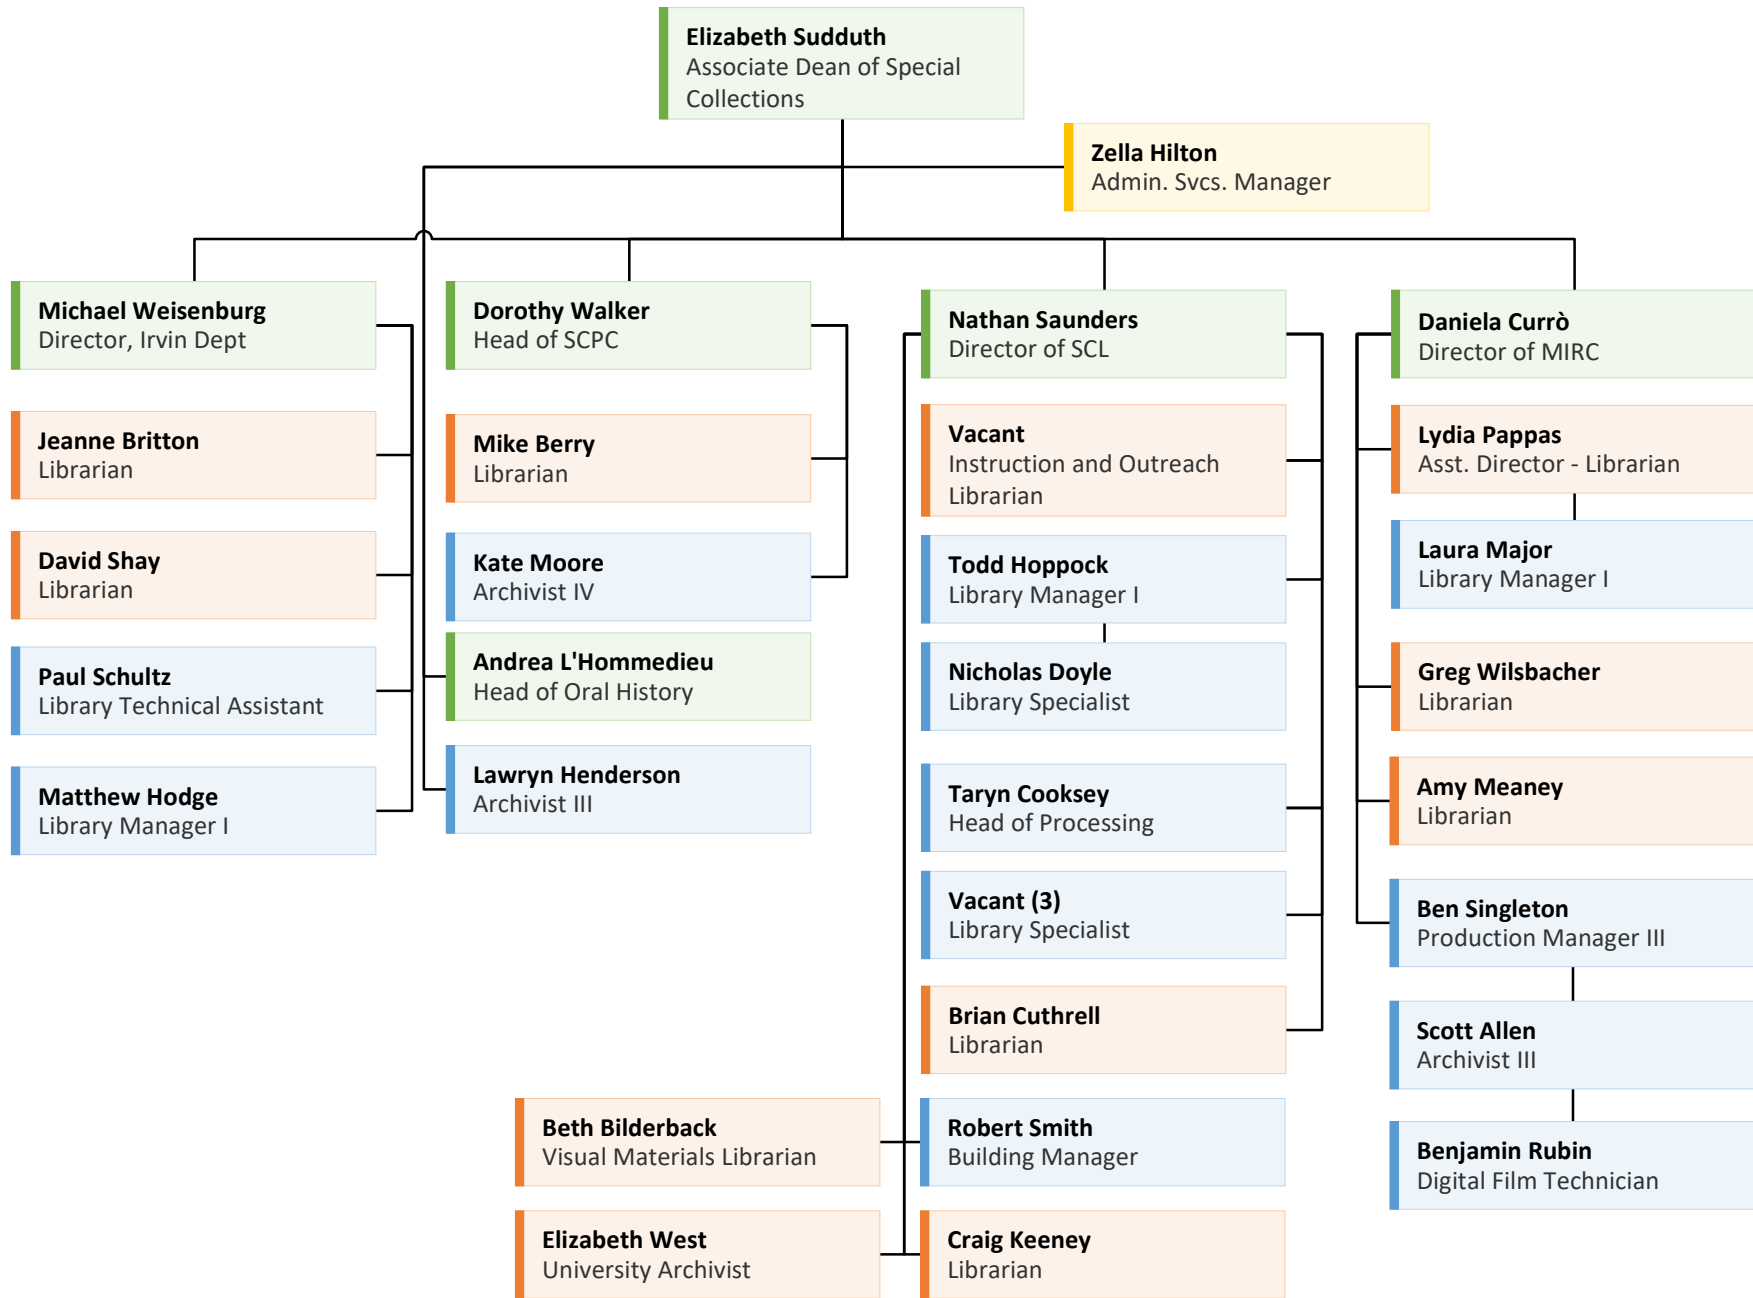 Elizabeth Sudduth
Associate Dean of Special
Collections
Zella Hilton
Admin. Svcs. Manager
Michael Weisenburg
Director, Irvin Dept
Jeanne Britton
Librarian
David Shay
Librarian
Paul Schultz
Library Technical Assistant
Matthew Hodge
Library Manager I
Dorothy Walker
Head of SCPC
Mike Berry
Librarian
Kate Moore
Archivist IV
Andrea L'Hommedieu
Head of Oral History
Lawryn Henderson
Archivist III
Nathan Saunders
Director of SCL
Vacant
Instruction and Outreach
Librarian
Todd Hoppock
Library Manager I
Nicholas Doyle
Library Specialist
Taryn Cooksey
Head of Processing
Vacant (3)
Library Specialist
Brian Cuthrell
Librarian
Beth Bilderback
Visual Materials Librarian
Robert Smith
Building Manager
Elizabeth West
University Archivist
Craig Keeney
Librarian
Daniela Currò
Director of MIRC
Lydia Pappas
Asst. Director - Librarian
Laura Major
Library Manager I
Greg Wilsbacher
Librarian
Amy Meaney
Librarian
Ben Singleton
Production Manager III
Scott Allen
Archivist III
Benjamin Rubin
Digital Film Technician